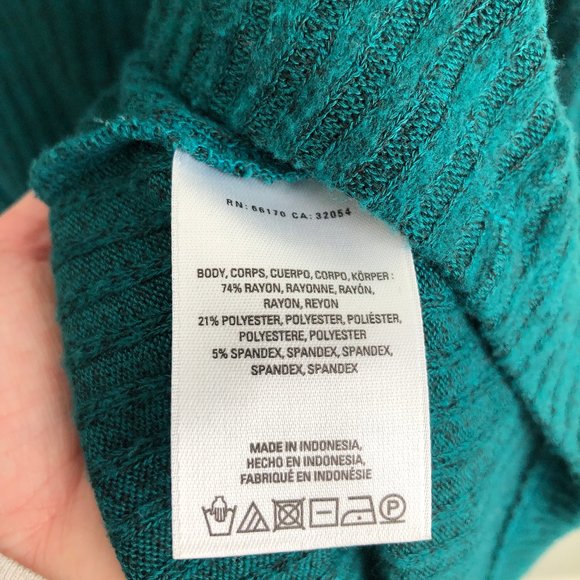 RN: 66170 CA: 32054
BODY, CORPS, CUERPO, CORPO, KÖRPER :
74% RAYON, RAYONNE, RAYÓN,
RAYON, REYON
21% POLYESTER, POLYESTER, POLIÉSTER,
POLYESTERE, POLYESTER
5% SPANDEX, SPANDEX, SPANDEX,
SPANDEX, SPANDEX
MADE IN INDONESIA,
HECHO EN INDONESIA,
FABRIQUÉ EN INDONÉSIE
P